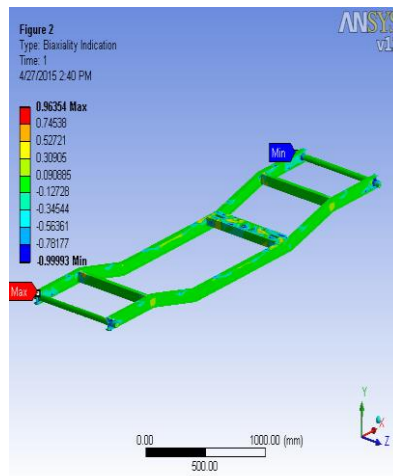 Figure 2
Type: Biaxiality Indication
Time: 1
4/27/2015 2:40 PM
ANSYS
v1
0.96354 Max
0.74538
0.52721
0.30905
0.090885
-0.12728
-0.34544
-0.56361
-0.78177
-0.99993 Min
Min
Max
0.00
1000.00 (mm)
500.00
Y
X
Z